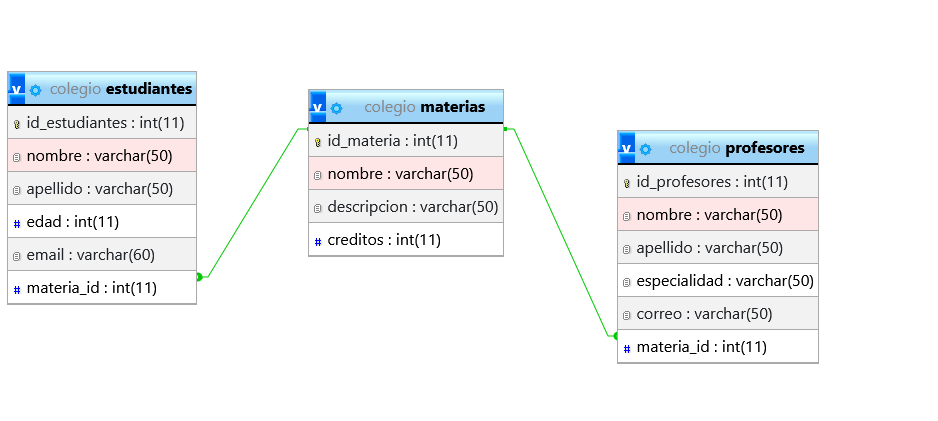 colegio estudiantes
id_estudiantes : int(11)
nombre : varchar(50)
apellido : varchar(50)
edad : int(11)
email : varchar(60)
materia_id : int(11)
colegio materias
id_materia : int(11)
nombre : varchar(50)
descripcion : varchar(50)
creditos : int(11)
colegio profesores
id_profesores : int(11)
nombre : varchar(50)
apellido : varchar(50)
especialidad : varchar(50)
correo : varchar(50)
materia_id : int(11)